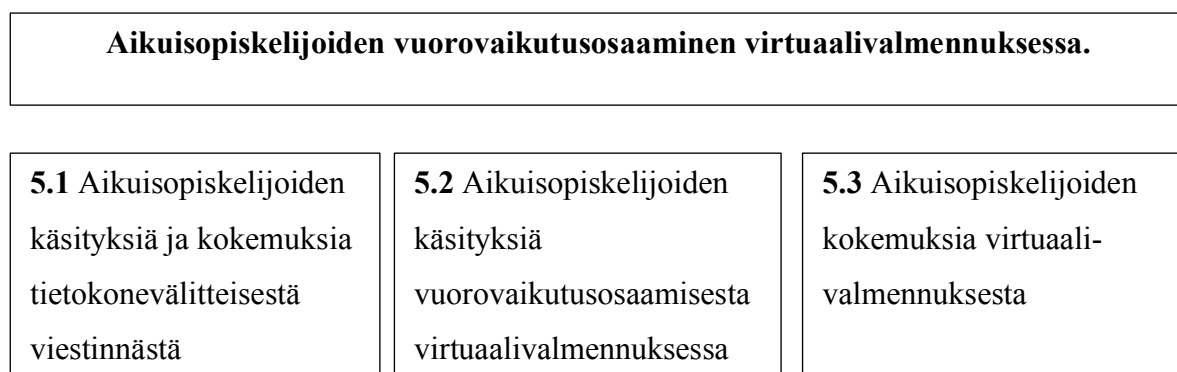 Aikuisopiskelijoiden vuorovaikutusosaaminen virtuaalivalmennuksessa.
5.1 Aikuisopiskelijoiden
käsityksiä ja kokemuksia
tietokonevälitteisestä
viestinnästä
5.2 Aikuisopiskelijoiden
käsityksiä
vuorovaikutusosaamisesta
virtuaalivalmennuksessa
5.3 Aikuisopiskelijoiden
kokemuksia virtuaali-
valmennuksesta